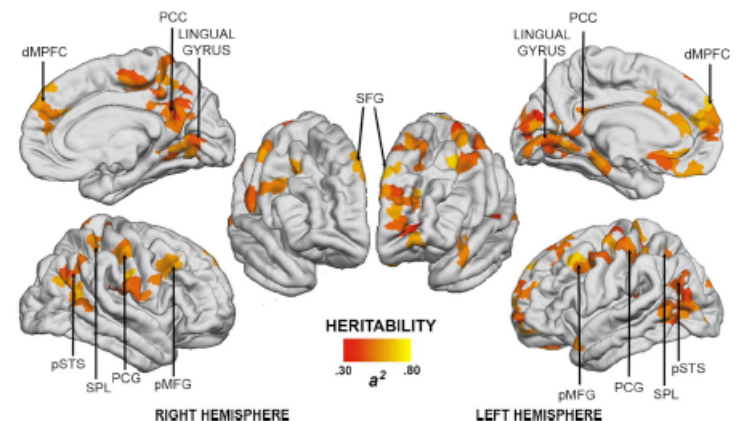 PCC
LINGUAL
GYRUS
dMPFC
PCC
LINGUAL
GYRUS
dMPFC
SFG
HERITABILITY
.30
.80
a²
pSTS
SPL
PCG
pMFG
pMFG
PCG
SPL
pSTS
RIGHT HEMISPHERE
LEFT HEMISPHERE